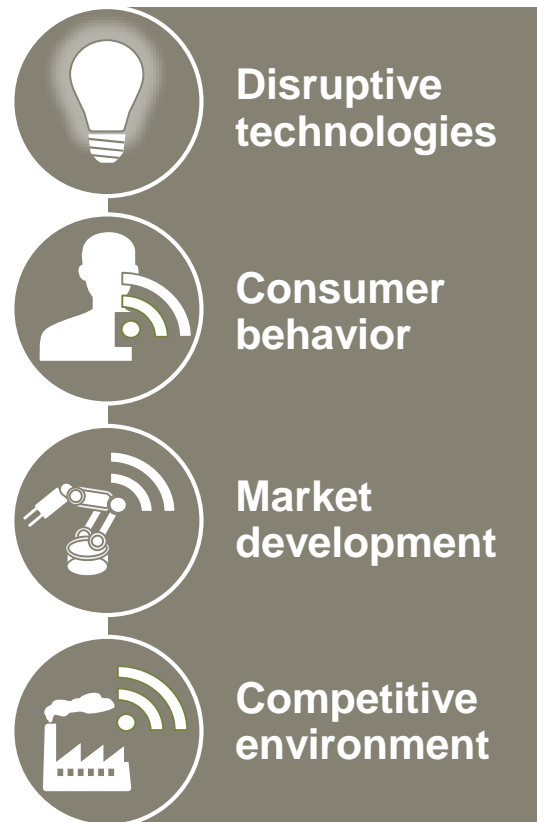 Disruptive
technologies
Consumer
behavior
Market
development
Competitive
environment